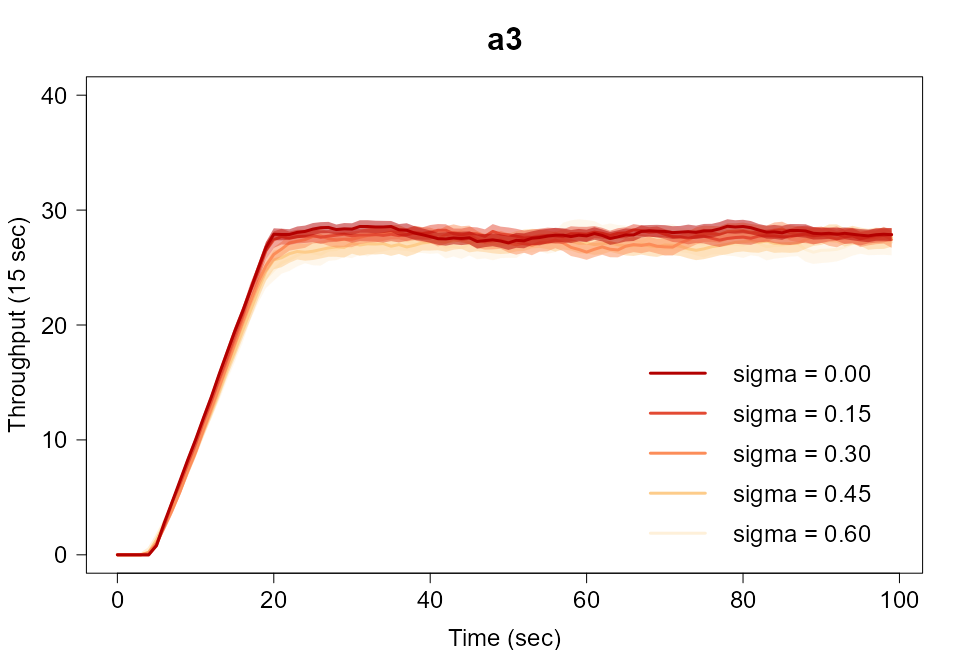 a3
Throughput (15 sec)
40
30
20
10
0
sigma = 0.00
sigma = 0.15
sigma = 0.30
sigma = 0.45
sigma = 0.60
0 20 40 60 80 100
Time (sec)